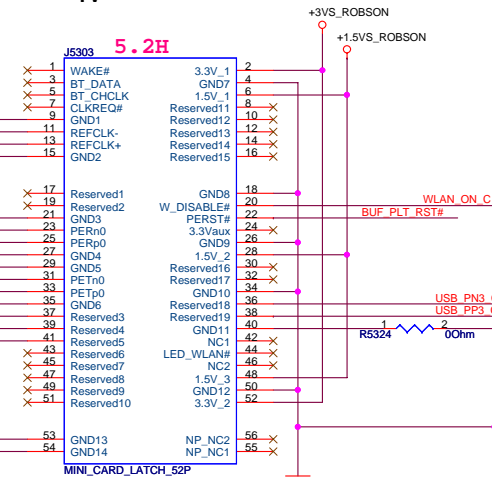 +3VS_ROBSON
+1.5VS_ROBSON
5.2H
J5303
1 WAKE# 3.3V_1 2
3 BT_DATA GND7 4
5 BT_CHCLK 1.5V_1 6
7 CLKREQ# Reserved11 8
9 GND1 Reserved12 10
11 REFCLK- Reserved13 12
13 REFCLK+ Reserved14 14
15 GND2 Reserved15 16
17 Reserved1 GND8 18
19 Reserved2 W_DISABLE# 20 WLAN_ON_C
21 GND3 PERST# 22 BUF_PLT_RST#
23 PERn0 3.3Vaux 24
25 PERp0 GND9 26
27 GND4 1.5V_2 28
29 GND5 Reserved16 30
31 PETn0 Reserved17 32
33 PETp0 GND10 34
35 GND6 Reserved18 36 USB_PN3_
37 Reserved3 Reserved19 38 USB_PP3_
39 Reserved4 GND11 40 R5324 1 2 0Ohm
41 Reserved5 NC1 42
43 Reserved6 LED_WLAN# 44
45 Reserved7 NC2 46
47 Reserved8 1.5V_3 48
49 Reserved9 GND12 50
51 Reserved10 3.3V_2 52
53 GND13 NP_NC2 56
54 GND14 NP_NC1 55
MINI_CARD_LATCH_52P